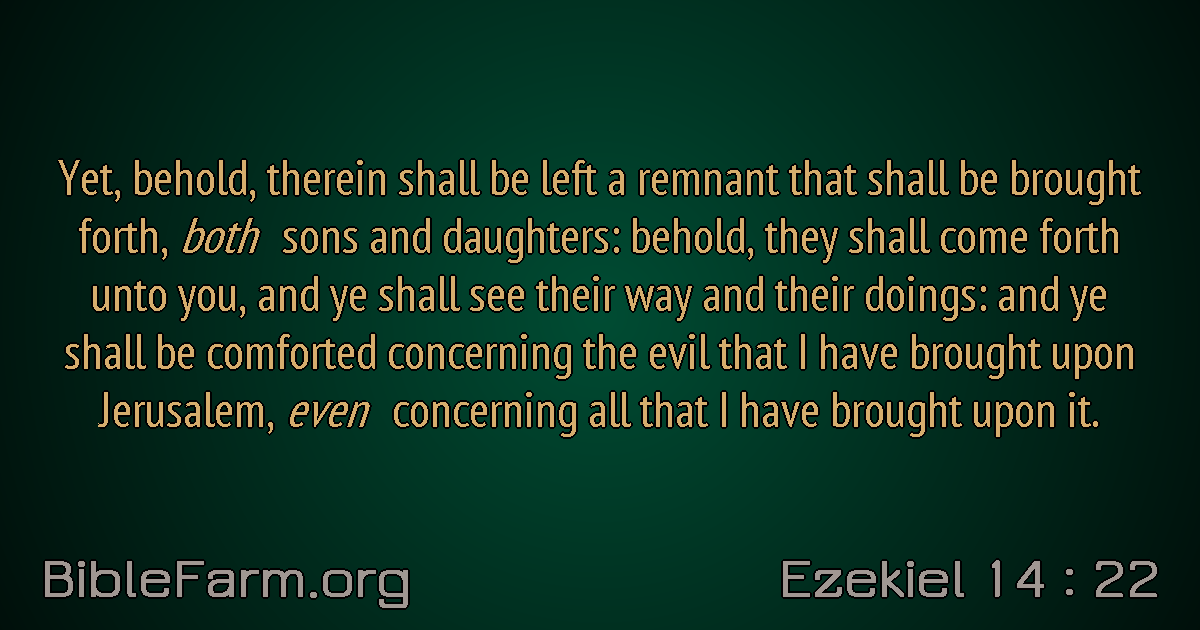 Yet, behold, therein shall be left a remnant that shall be brought
forth, both sons and daughters: behold, they shall come forth
unto you, and ye shall see their way and their doings: and ye
shall be comforted concerning the evil that I have brought upon
Jerusalem, even concerning all that I have brought upon it.
BibleFarm.org
Ezekiel 14 : 22